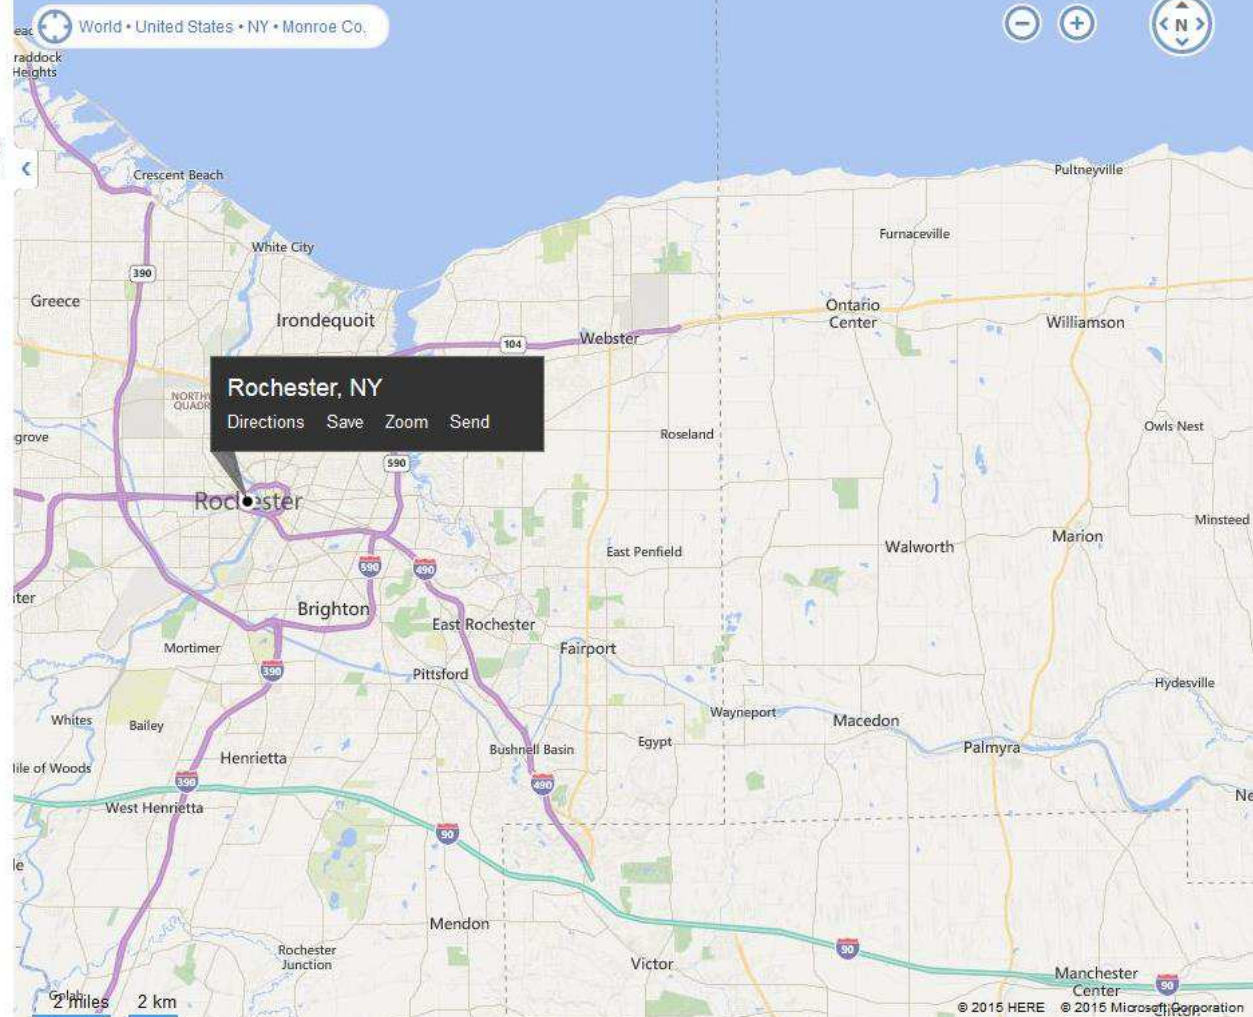 World • United States • NY • Monroe Co.
N
raddock
Heights
Crescent Beach
Pultneyville
White City
Furnaceville
390
Greece
Irondequoit
Ontario
Center
Williamson
104
Webster
Rochester, NY
Directions Save Zoom Send
Owls Nest
grove
Roseland
590
Rochester
Minsteed
East Penfield
Walworth
Marion
590
490
Brighton
East Rochester
Mortimer
Fairport
390
Pittsford
Hydesville
Whites
Bailey
Wayneport
Macedon
Egypt
Bushnell Basin
Palmyra
Henrietta
ile of Woods
390
490
West Henrietta
90
Mendon
Rochester
Junction
90
Victor
Manchester
Center
90
2 miles 2 km
© 2015 HERE © 2015 Microsoft Corporation